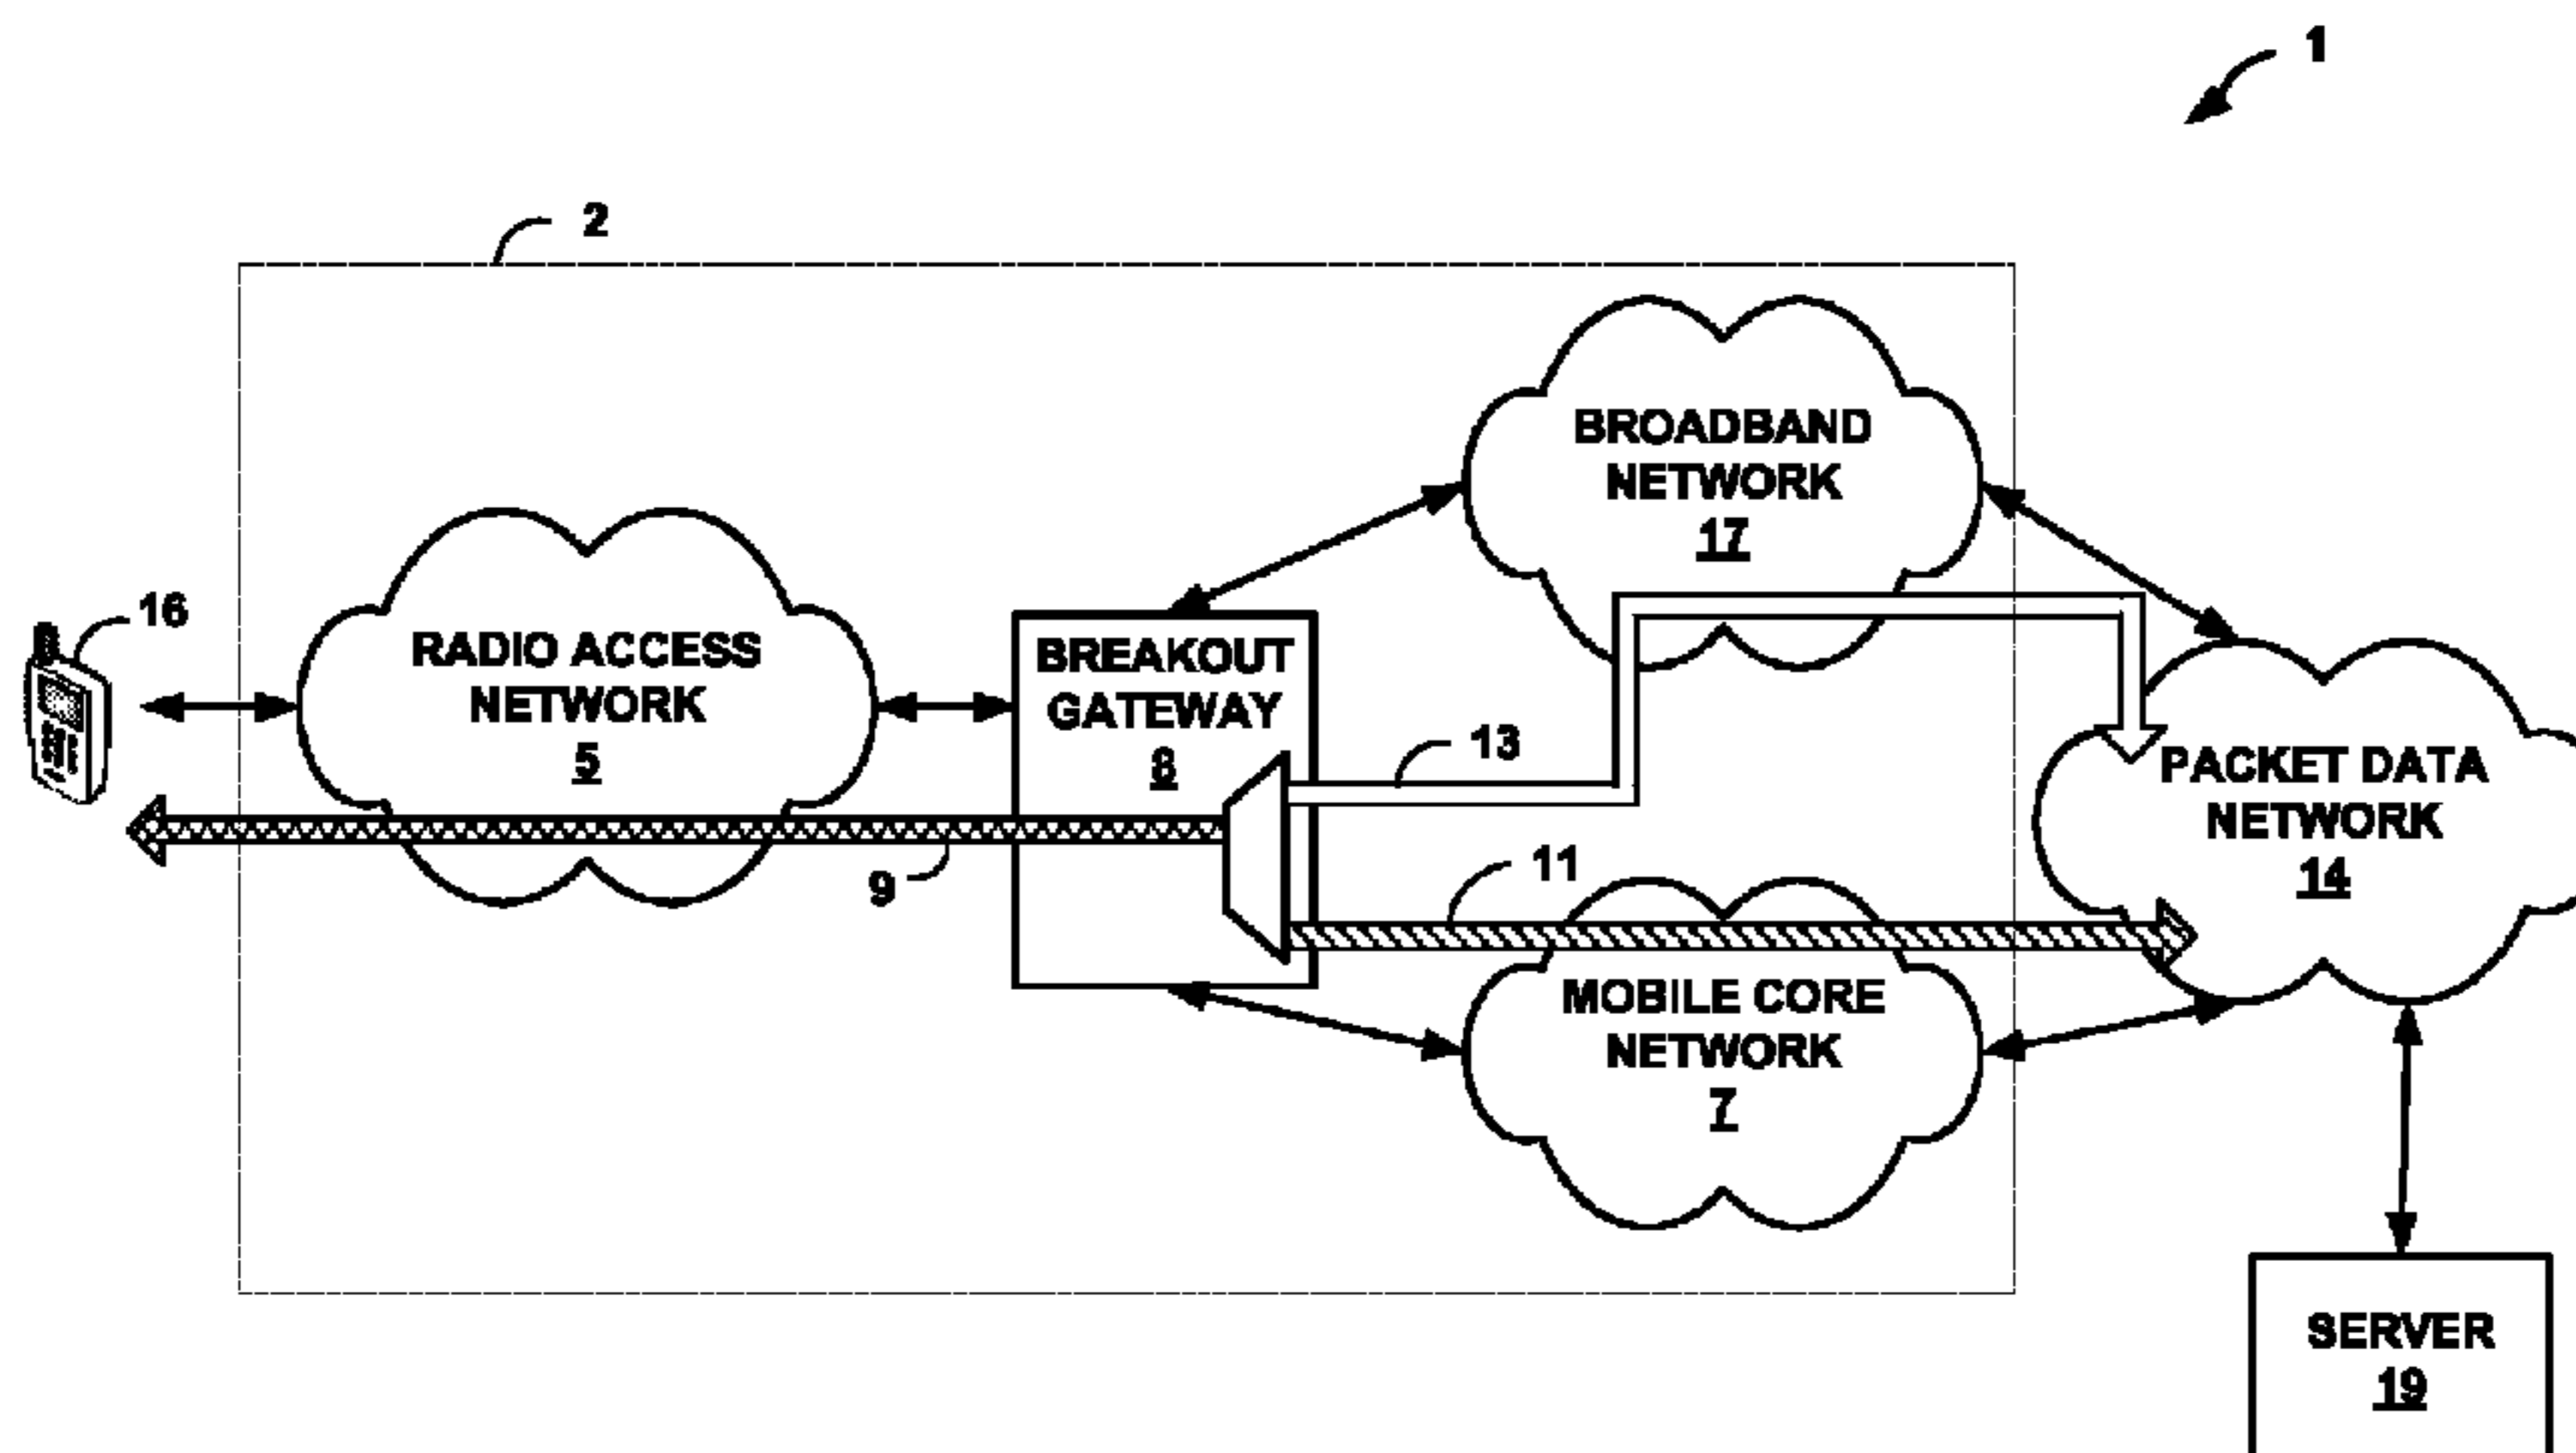 1
2
BROADBAND
NETWORK
17
16
RADIO ACCESS
NETWORK
5
BREAKOUT
GATEWAY
8
13
PACKET DATA
NETWORK
14
9
11
MOBILE CORE
NETWORK
7
SERVER
19